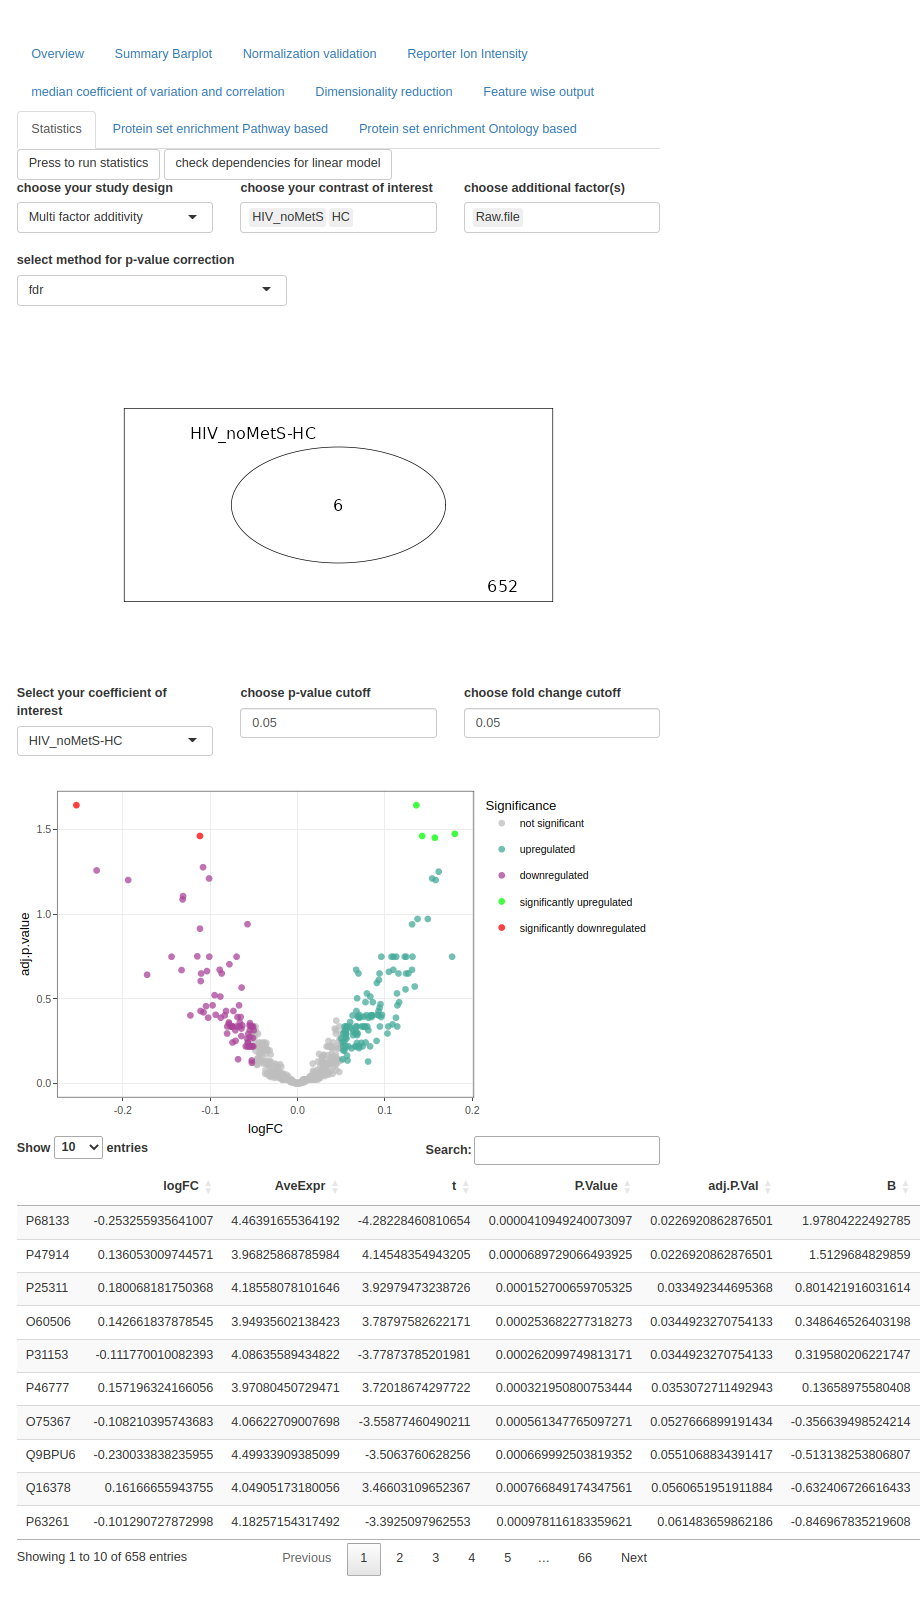 Overview Summary Barplot Normalization validation Reporter Ion Intensity
median coefficient of variation and correlation Dimensionality reduction Feature wise output
Statistics Protein set enrichment Pathway based Protein set enrichment Ontology based
Press to run statistics check dependencies for linear model
choose your study design choose your contrast of interest choose additional factor(s)
Multi factor additivity HIV_noMetS HC Raw.file
select method for p-value correction
fdr
HIV_noMetS-HC
6
652
Select your coefficient of interest choose p-value cutoff choose fold change cutoff
HIV_noMetS-HC 0.05 0.05
Significance
not significant
upregulated
downregulated
significantly upregulated
significantly downregulated
adj.p.value
1.5
1.0
0.5
0.0
-0.2 -0.1 0.0 0.1 0.2
logFC
Show 10 entries Search:
logFC AveExpr t P.Value adj.P.Val B
P68133 -0.253255935641007 4.46391655364192 -4.28228460810654 0.0000410949240073097 0.0226920862876501 1.97804222492785
P47914 0.136053009744571 3.96825868785984 4.14548354943205 0.0000689729066493925 0.0226920862876501 1.5129684829859
P25311 0.180068181750368 4.18558078101646 3.92979473238726 0.000152700659705325 0.033492344695368 0.801421916031614
O60506 0.142661837878545 3.94935602138423 3.78797582622171 0.000253682277318273 0.0344923270754133 0.348646526403198
P31153 -0.111770010082393 4.08635589434822 -3.77873785201981 0.000262099749813171 0.0344923270754133 0.319580206221747
P46777 0.157196324166056 3.97080450729471 3.72018674297722 0.000321950800753444 0.0353072711492943 0.13658975580408
O75367 -0.108210395743683 4.06622709007698 -3.55877460490211 0.000561347765097271 0.0527666899191434 -0.356639498524214
Q9BPU6 -0.230033838235955 4.49933909385099 -3.5063760628256 0.000669992503819352 0.0551068834391417 -0.513138253806807
Q16378 0.16166655943755 4.04905173180056 3.46603109652367 0.000766849174347561 0.0560651951911884 -0.632406726616433
P63261 -0.101290727872998 4.18257154317492 -3.3925097962553 0.000978116183359621 0.061483659862186 -0.846967835219608
Showing 1 to 10 of 658 entries Previous 1 2 3 4 5 … 66 Next